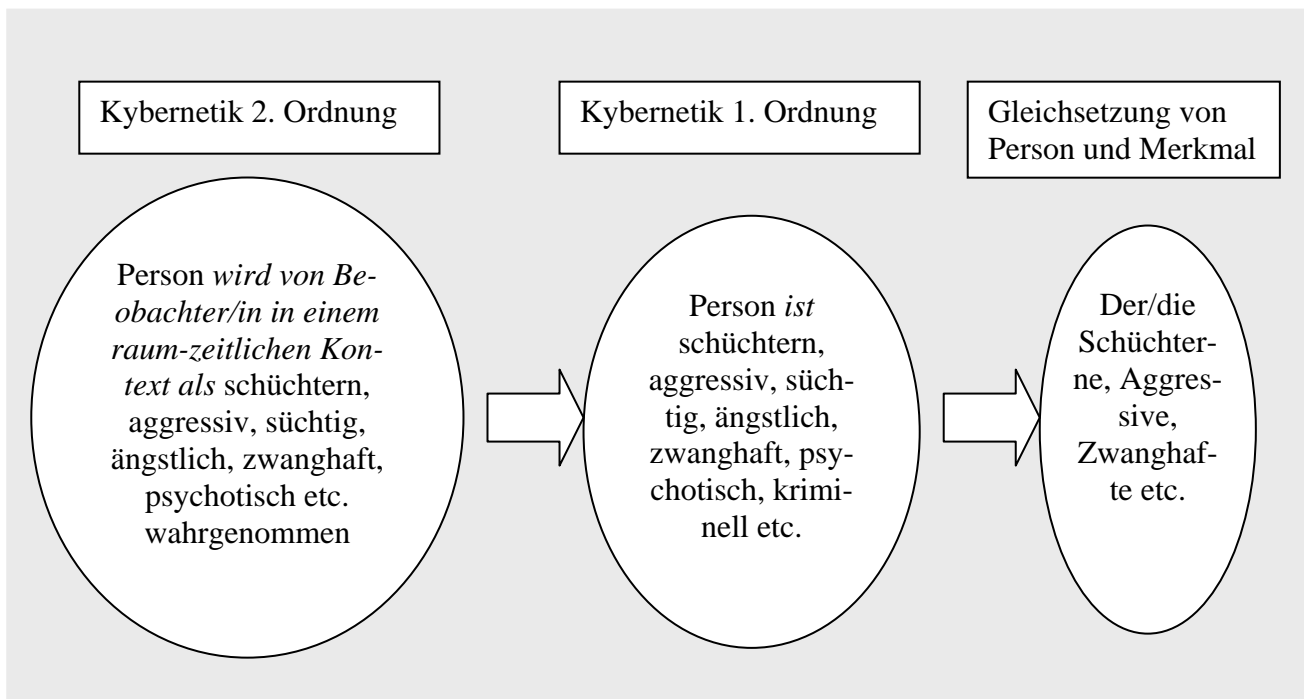 Kybernetik 2. Ordnung
Person wird von Be-
obachter/in in einem
raum-zeitlichen Kon-
text als schüchtern,
aggressiv, süchtig,
ängstlich, zwanghaft,
psychotisch etc.
wahrgenommen
Kybernetik 1. Ordnung
Person ist
schüchtern,
aggressiv, süch-
tig, ängstlich,
zwanghaft, psy-
chotisch, krimi-
nell etc.
Gleichsetzung von
Person und Merkmal
Der/die
Schüchter-
ne, Aggres-
sive,
Zwanghaf-
te etc.